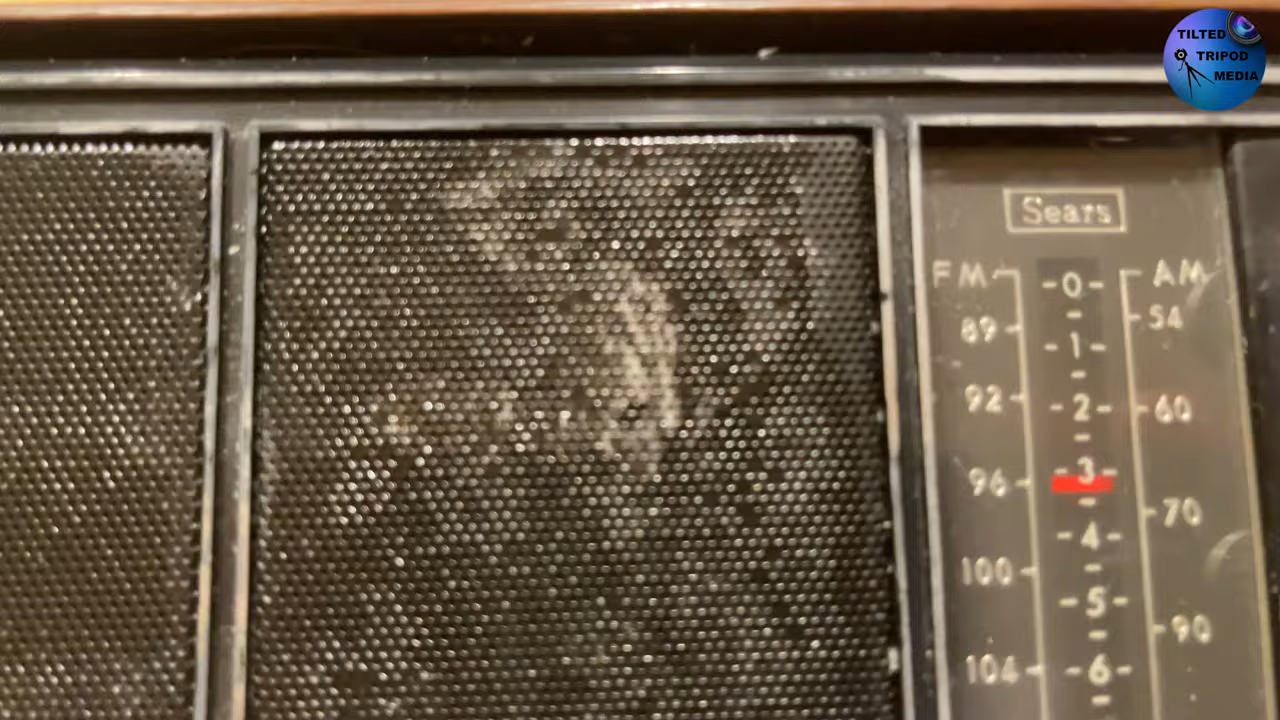 TILTED
TRIPOD
MEDIA
Sears
FM 0 AM
89 1 54
92 2 60
96 3 70
100 4
5 90
104 6